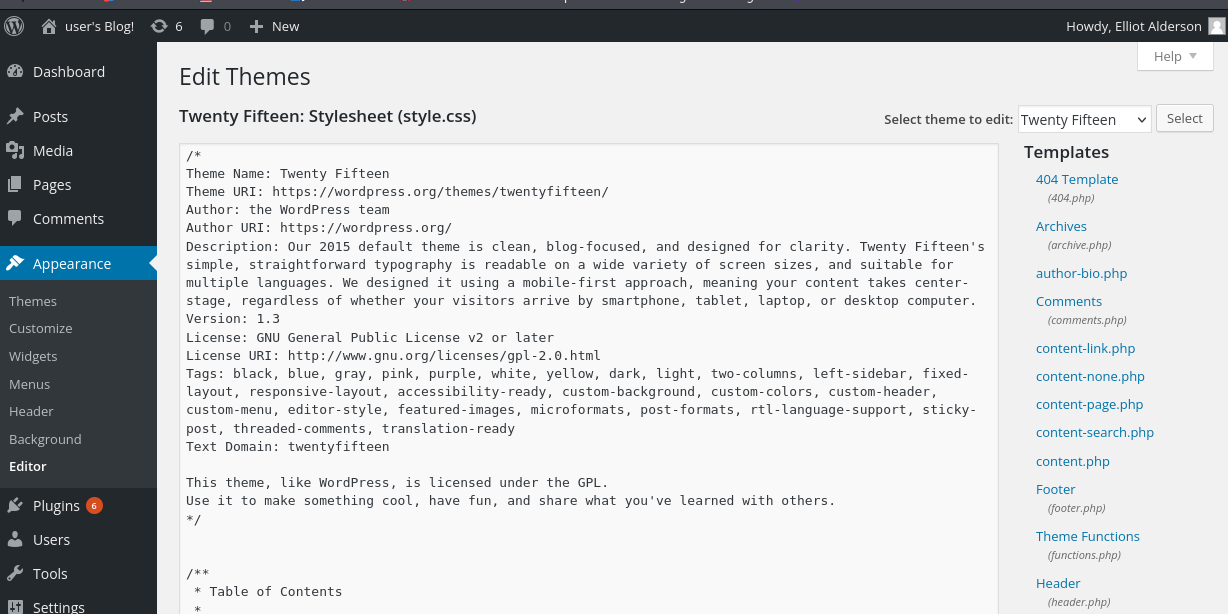 user's Blog! 6 0 New Howdy, Elliot Alderson
Help
Dashboard
Posts
Media
Pages
Comments
Appearance
Themes
Customize
Widgets
Menus
Header
Background
Editor
Plugins 6
Users
Tools
Settings
Edit Themes
Twenty Fifteen: Stylesheet (style.css)
Select theme to edit: Twenty Fifteen Select
/*
Theme Name: Twenty Fifteen
Theme URI: https://wordpress.org/themes/twentyfifteen/
Author: the WordPress team
Author URI: https://wordpress.org/
Description: Our 2015 default theme is clean, blog-focused, and designed for clarity. Twenty Fifteen's
simple, straightforward typography is readable on a wide variety of screen sizes, and suitable for
multiple languages. We designed it using a mobile-first approach, meaning your content takes center-
stage, regardless of whether your visitors arrive by smartphone, tablet, laptop, or desktop computer.
Version: 1.3
License: GNU General Public License v2 or later
License URI: http://www.gnu.org/licenses/gpl-2.0.html
Tags: black, blue, gray, pink, purple, white, yellow, dark, light, two-columns, left-sidebar, fixed-
layout, responsive-layout, accessibility-ready, custom-background, custom-colors, custom-header,
custom-menu, editor-style, featured-images, microformats, post-formats, rtl-language-support, sticky-
post, threaded-comments, translation-ready
Text Domain: twentyfifteen
This theme, like WordPress, is licensed under the GPL.
Use it to make something cool, have fun, and share what you've learned with others.
*/
/**
* Table of Contents
*
Templates
404 Template
(404.php)
Archives
(archive.php)
author-bio.php
Comments
(comments.php)
content-link.php
content-none.php
content-page.php
content-search.php
content.php
Footer
(footer.php)
Theme Functions
(functions.php)
Header
(header.php)